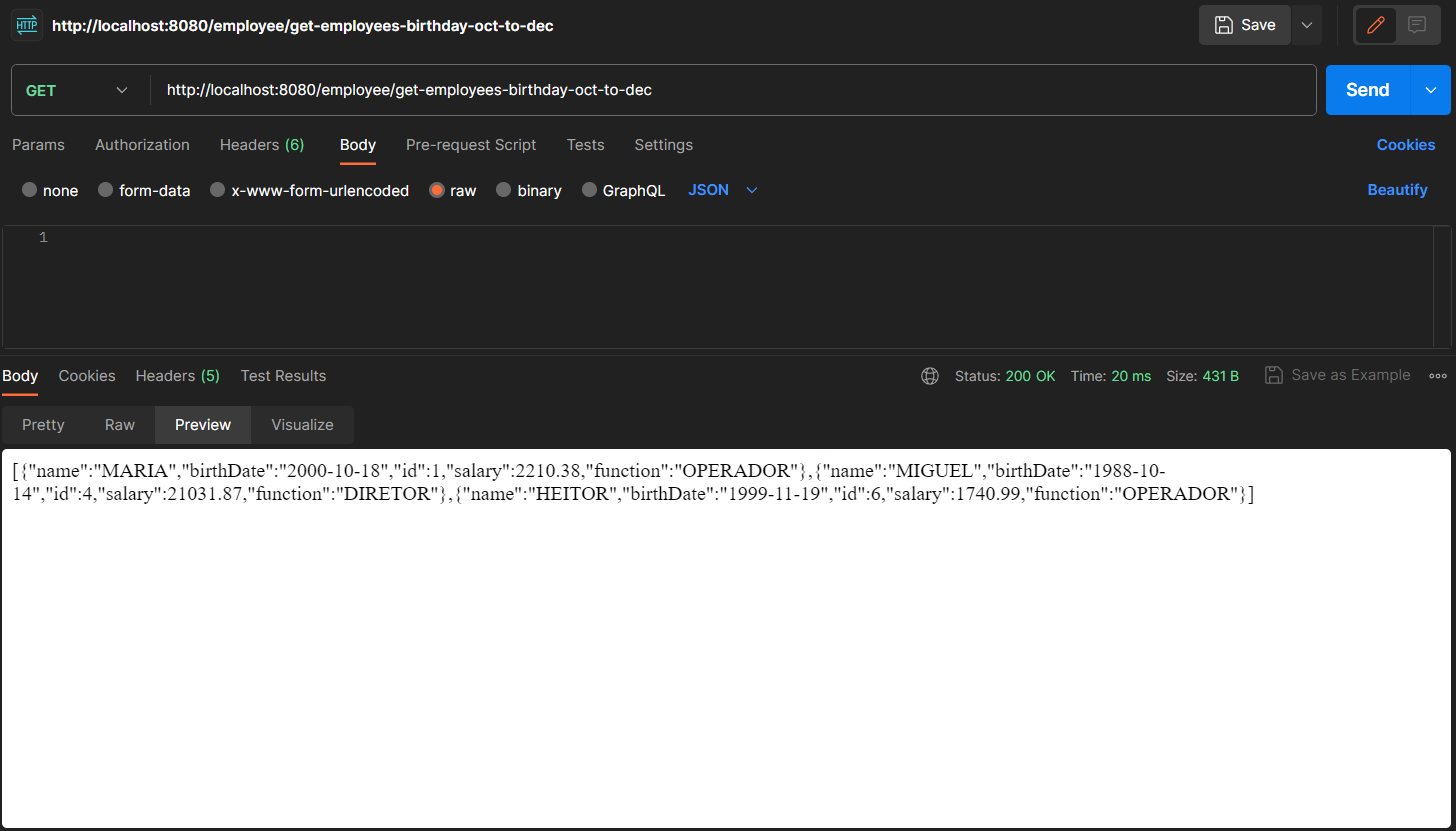 HTTP http://localhost:8080/employee/get-employees-birthday-oct-to-dec Save
GET http://localhost:8080/employee/get-employees-birthday-oct-to-dec Send
Params Authorization Headers (6) Body Pre-request Script Tests Settings Cookies
none form-data x-www-form-urlencoded raw binary GraphQL JSON Beautify
1
Body Cookies Headers (5) Test Results Status: 200 OK Time: 20 ms Size: 431 B Save as Example
Pretty Raw Preview Visualize
[{"name":"MARIA","birthDate":"2000-10-18","id":1,"salary":2210.38,"function":"OPERADOR"},{"name":"MIGUEL","birthDate":"1988-10-
14","id":4,"salary":21031.87,"function":"DIRETOR"},{"name":"HEITOR","birthDate":"1999-11-19","id":6,"salary":1740.99,"function":"OPERADOR"}]